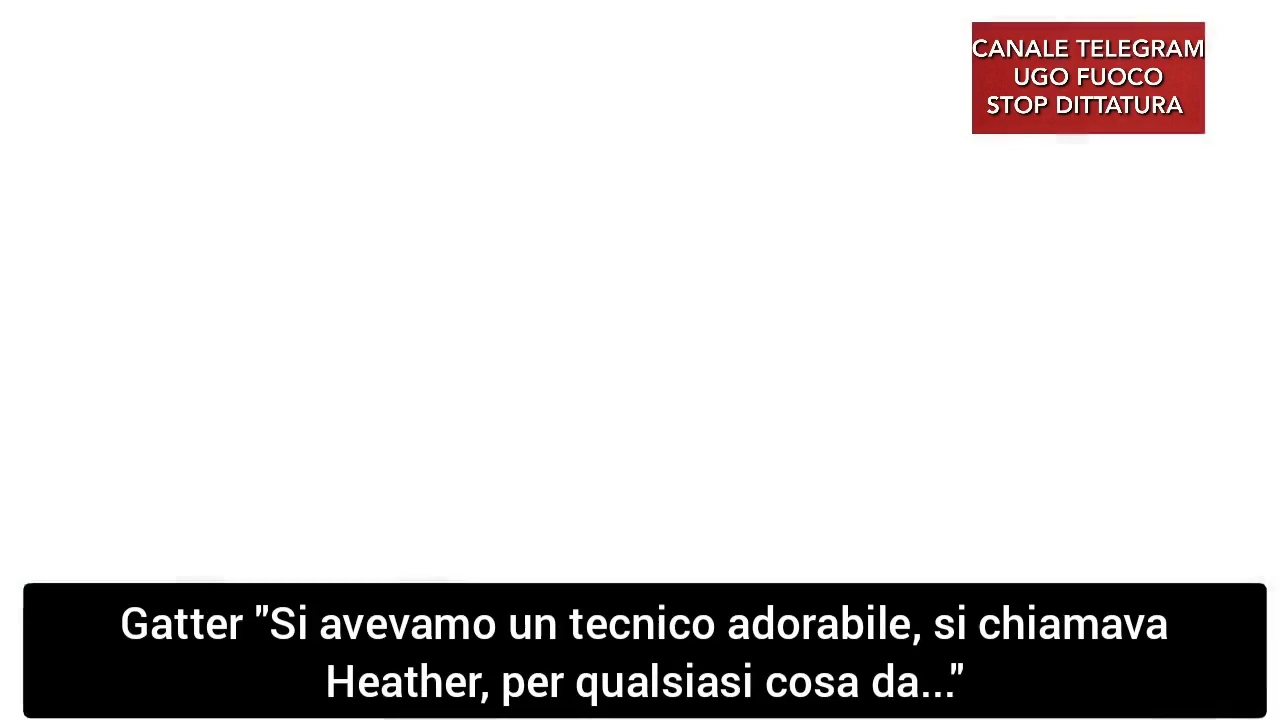 CANALE TELEGRAM
UGO FUOCO
STOP DITTATURA
Gatter "Si avevamo un tecnico adorabile, si chiamava
Heather, per qualsiasi cosa da..."